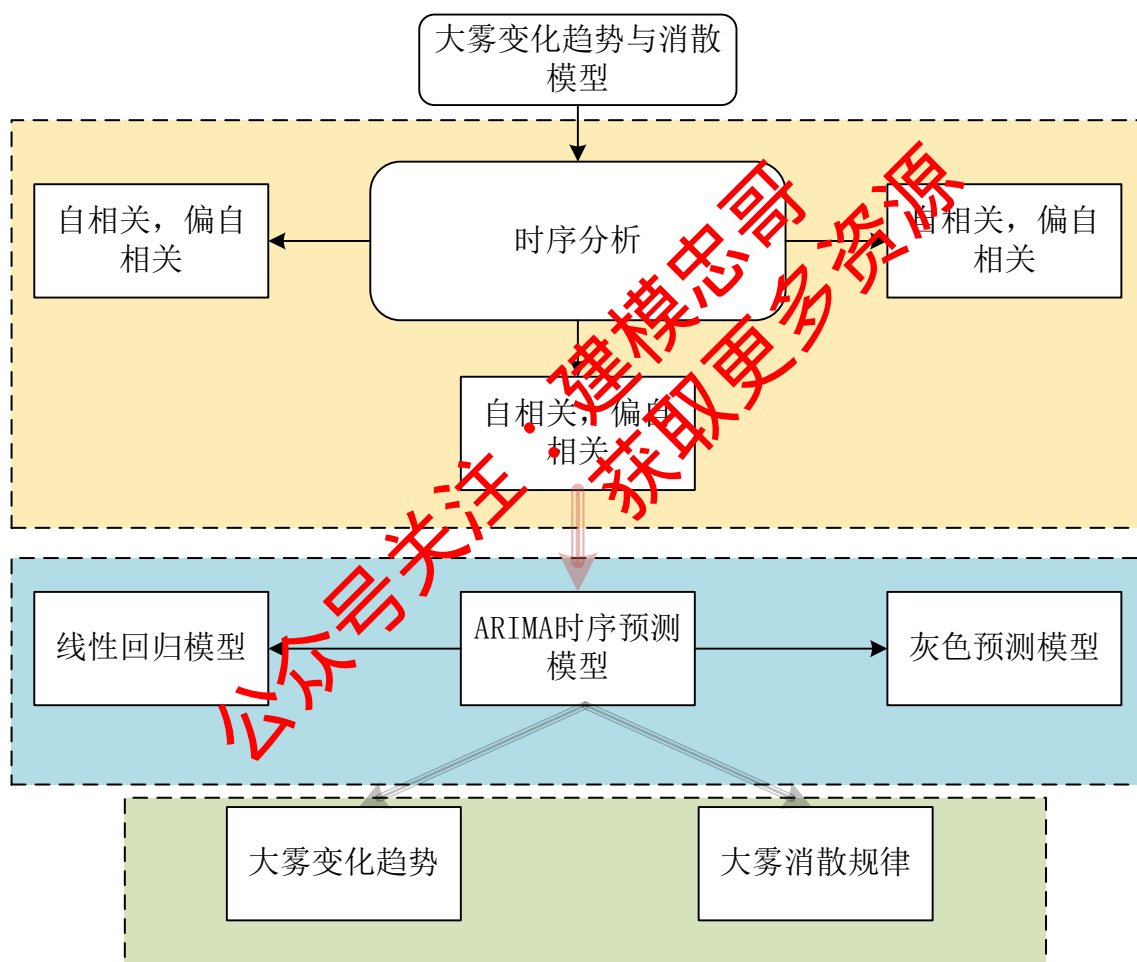 大雾变化趋势与消散
模型
自相关，偏自
相关
时序分析
自相关，偏自
相关
自相关，偏自
相关
线性回归模型
ARIMA时序预测
模型
灰色预测模型
大雾变化趋势
大雾消散规律
公众号关注：建模忠哥
获取更多资源